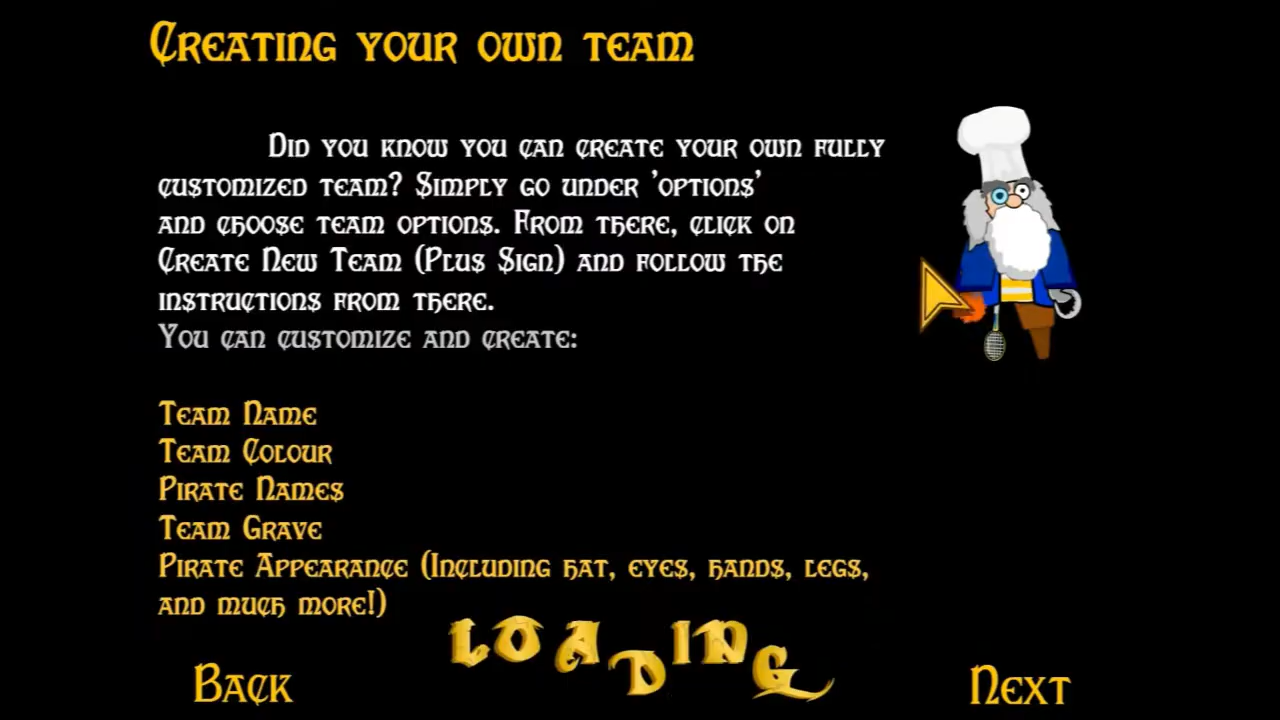 Creating your own team
Did you know you can create your own fully
customized team? Simply go under 'options'
and choose team options. From there, click on
Create New Team (Plus Sign) and follow the
instructions from there.
You can customize and create:
Team Name
Team Colour
Pirate Names
Team Grave
Pirate Appearance (Including hat, eyes, hands, legs,
and much more!)
LOADING
Back
Next